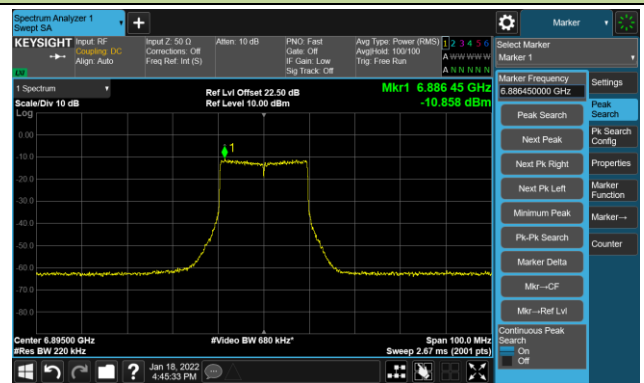 Spectrum Analyzer 1
Swept SA
+
Marker
KEYSIGHT
Input: RF
Coupling: DC
Align: Auto
Input Z: 50 Ω
Corrections: Off
Freq Ref: Int (S)
Atten: 10 dB
PNO: Fast
Gate: Off
IF Gain: Low
Sig Track: Off
Avg Type: Power (RMS)
Avg|Hold: 100/100
Trig: Free Run
1 2 3 4 5 6
A W W W W W
A N N N N N
LU
Select Marker
Marker 1
1 Spectrum
Scale/Div 10 dB
Log
Ref Lvl Offset 22.50 dB
Ref Level 10.00 dBm
Mkr1 6.886 45 GHz
-10.858 dBm
Marker Frequency
6.886450000 GHz
Settings
Peak Search
Next Peak
Next Pk Right
Next Pk Left
Minimum Peak
Pk-Pk Search
Marker Delta
Mkr→CF
Mkr→Ref Lvl
Continuous Peak
Search
On
Off
Peak
Search
Pk Search
Config
Properties
Marker
Function
Marker→
Counter
0.00
-10.0
-20.0
-30.0
-40.0
-50.0
-60.0
-70.0
-80.0
1
Center 6.89500 GHz
#Res BW 220 kHz
#Video BW 680 kHz*
Span 100.0 MHz
Sweep 2.67 ms (2001 pts)
?
Jan 18, 2022
4:45:33 PM